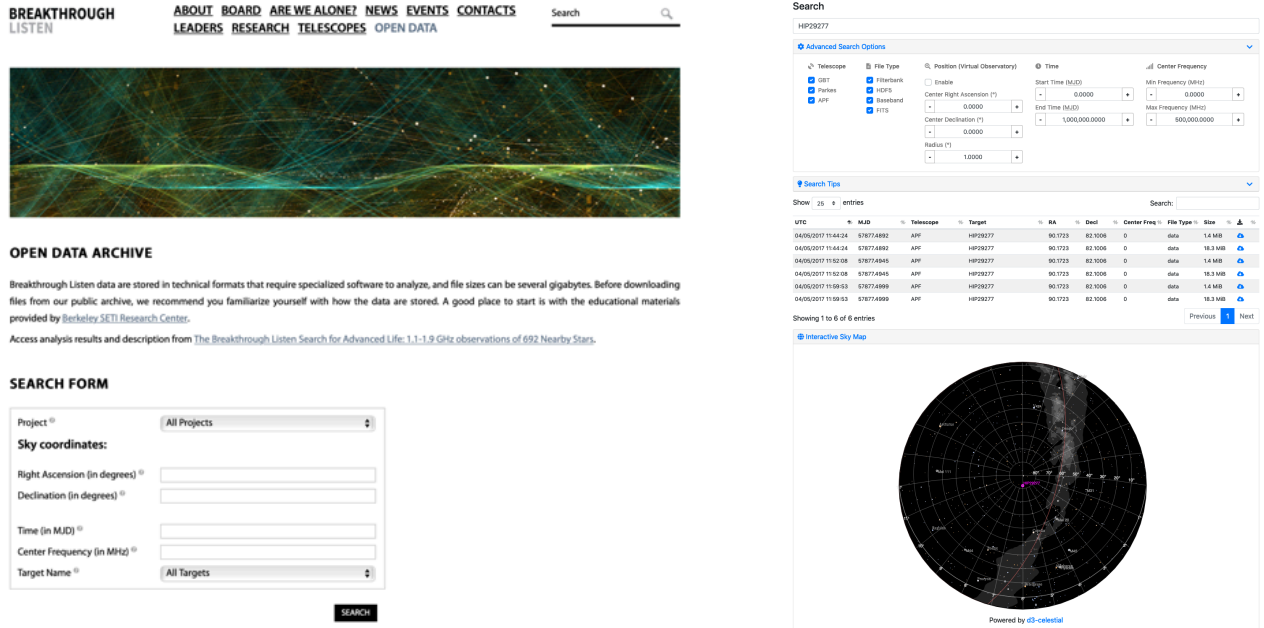 BREAKTHROUGH
LISTEN
ABOUT BOARD ARE WE ALONE? NEWS EVENTS CONTACTS
LEADERS RESEARCH TELESCOPES OPEN DATA
Search
OPEN DATA ARCHIVE
Breakthrough Listen data are stored in technical formats that require specialized software to analyze, and file sizes can be several gigabytes. Before downloading
files from our public archive, we recommend you familiarize yourself with how the data are stored. A good place to start is with the educational materials
provided by Berkeley SETI Research Center.
Access analysis results and description from The Breakthrough Listen Search for Advanced Life: 1.1-1.9 GHz observations of 692 Nearby Stars.
SEARCH FORM
Project All Projects
Sky coordinates:
Right Ascension (in degrees)
Declination (in degrees)
Time (in MJD)
Center Frequency (in MHz)
Target Name All Targets
SEARCH
Search
HIP29277
Advanced Search Options
Telescope File Type Position (Virtual Observatory) Time Center Frequency
GBT Filterbank Enable Start Time (MJD) Min Frequency (MHz)
Parkes HDF5 Center Right Ascension (°) - 0.0000 + - 0.0000 +
APF Baseband - 0.0000 + End Time (MJD) Max Frequency (MHz)
FITS Center Declination (°) - 1,000,000.0000 + - 500,000.0000 +
- 0.0000 +
Radius (°)
- 1.0000 +
Search Tips
Show 25 entries Search:
UTC MJD Telescope Target RA Decl Center Freq File Type Size
04/05/2017 11:44:24 57877.4892 APF HIP29277 90.1723 82.1006 0 data 1.4 MiB
04/05/2017 11:44:24 57877.4892 APF HIP29277 90.1723 82.1006 0 data 18.3 MiB
04/05/2017 11:52:08 57877.4945 APF HIP29277 90.1723 82.1006 0 data 1.4 MiB
04/05/2017 11:52:08 57877.4945 APF HIP29277 90.1723 82.1006 0 data 18.3 MiB
04/05/2017 11:59:53 57877.4999 APF HIP29277 90.1723 82.1006 0 data 1.4 MiB
04/05/2017 11:59:53 57877.4999 APF HIP29277 90.1723 82.1006 0 data 18.3 MiB
Showing 1 to 6 of 6 entries
Previous 1 Next
Interactive Sky Map
Powered by d3-celestial